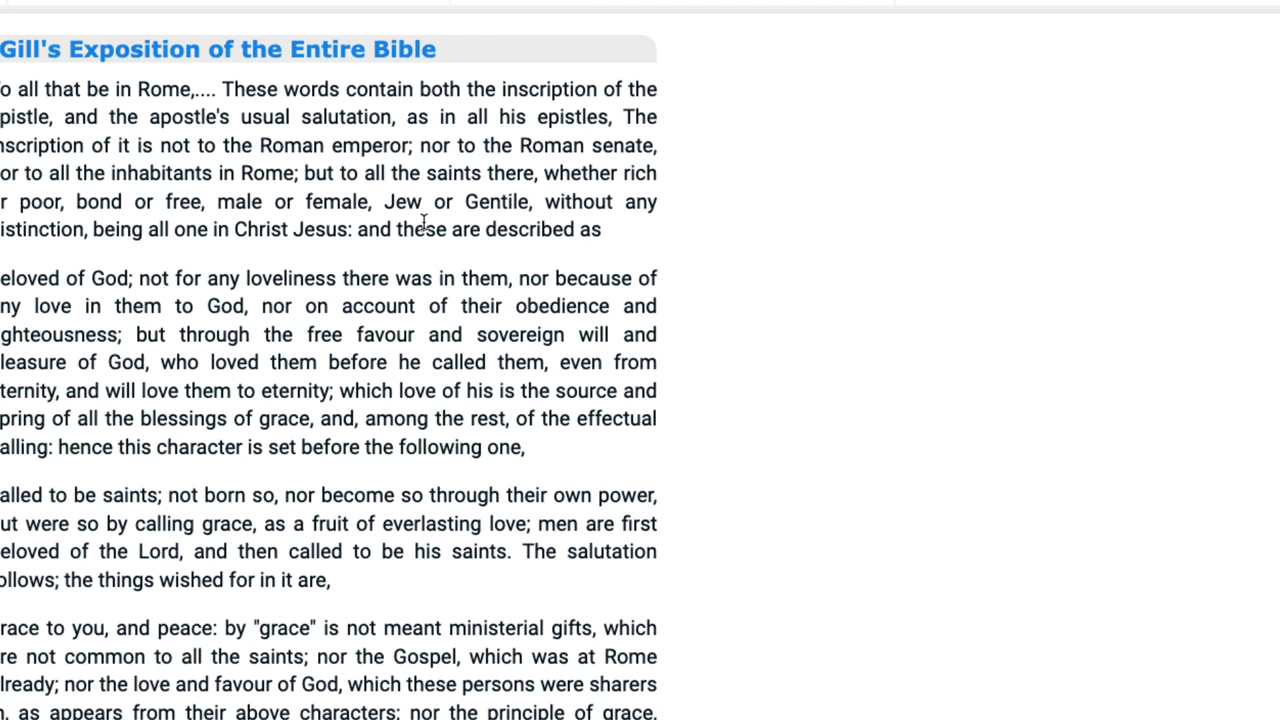 Gill's Exposition of the Entire Bible
o all that be in Rome,.... These words contain both the inscription of the
pistle, and the apostle's usual salutation, as in all his epistles, The
nscription of it is not to the Roman emperor; nor to the Roman senate,
or to all the inhabitants in Rome; but to all the saints there, whether rich
r poor, bond or free, male or female, Jew or Gentile, without any
istinction, being all one in Christ Jesus: and these are described as
eloved of God; not for any loveliness there was in them, nor because of
ny love in them to God, nor on account of their obedience and
ghteousness; but through the free favour and sovereign will and
leasure of God, who loved them before he called them, even from
ternity, and will love them to eternity; which love of his is the source and
pring of all the blessings of grace, and, among the rest, of the effectual
alling: hence this character is set before the following one,
alled to be saints; not born so, nor become so through their own power,
ut were so by calling grace, as a fruit of everlasting love; men are first
eloved of the Lord, and then called to be his saints. The salutation
ollows; the things wished for in it are,
race to you, and peace: by "grace" is not meant ministerial gifts, which
re not common to all the saints; nor the Gospel, which was at Rome
lready; nor the love and favour of God, which these persons were sharers
n, as appears from their above characters; nor the principle of grace,